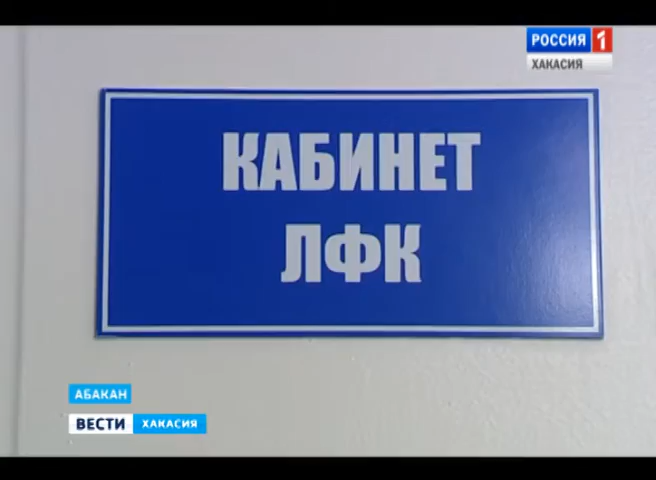 РОССИЯ 1
ХАКАСИЯ
КАБИНЕТ
ЛФК
АБАКАН
ВЕСТИ ХАКАСИЯ